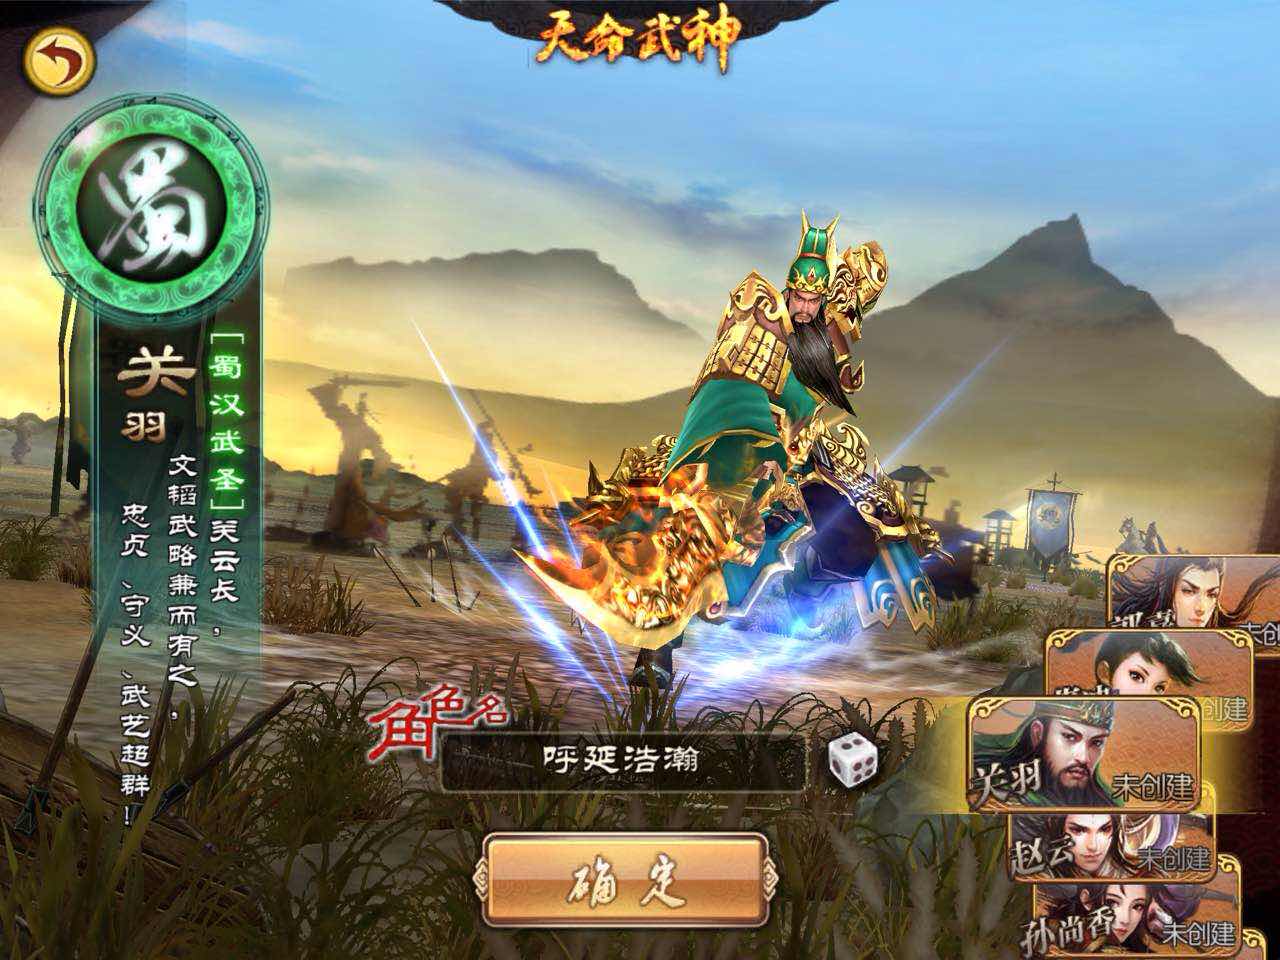 天命武神
蜀
关羽
[蜀汉武圣]关云长，
文韬武略兼而有之，
忠贞、守义、武艺超群！
角色名
呼延浩瀚
确定
未创
创建
关羽
未创建
赵云
未创建
孙尚香
未创建